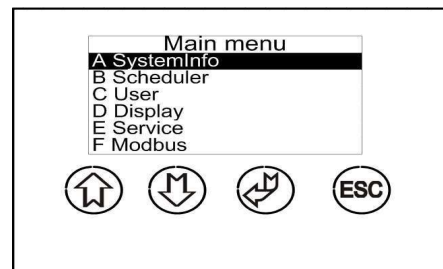 Main menu
A SystemInfo
B Scheduler
C User
D Display
E Service
F Modbus
ESC